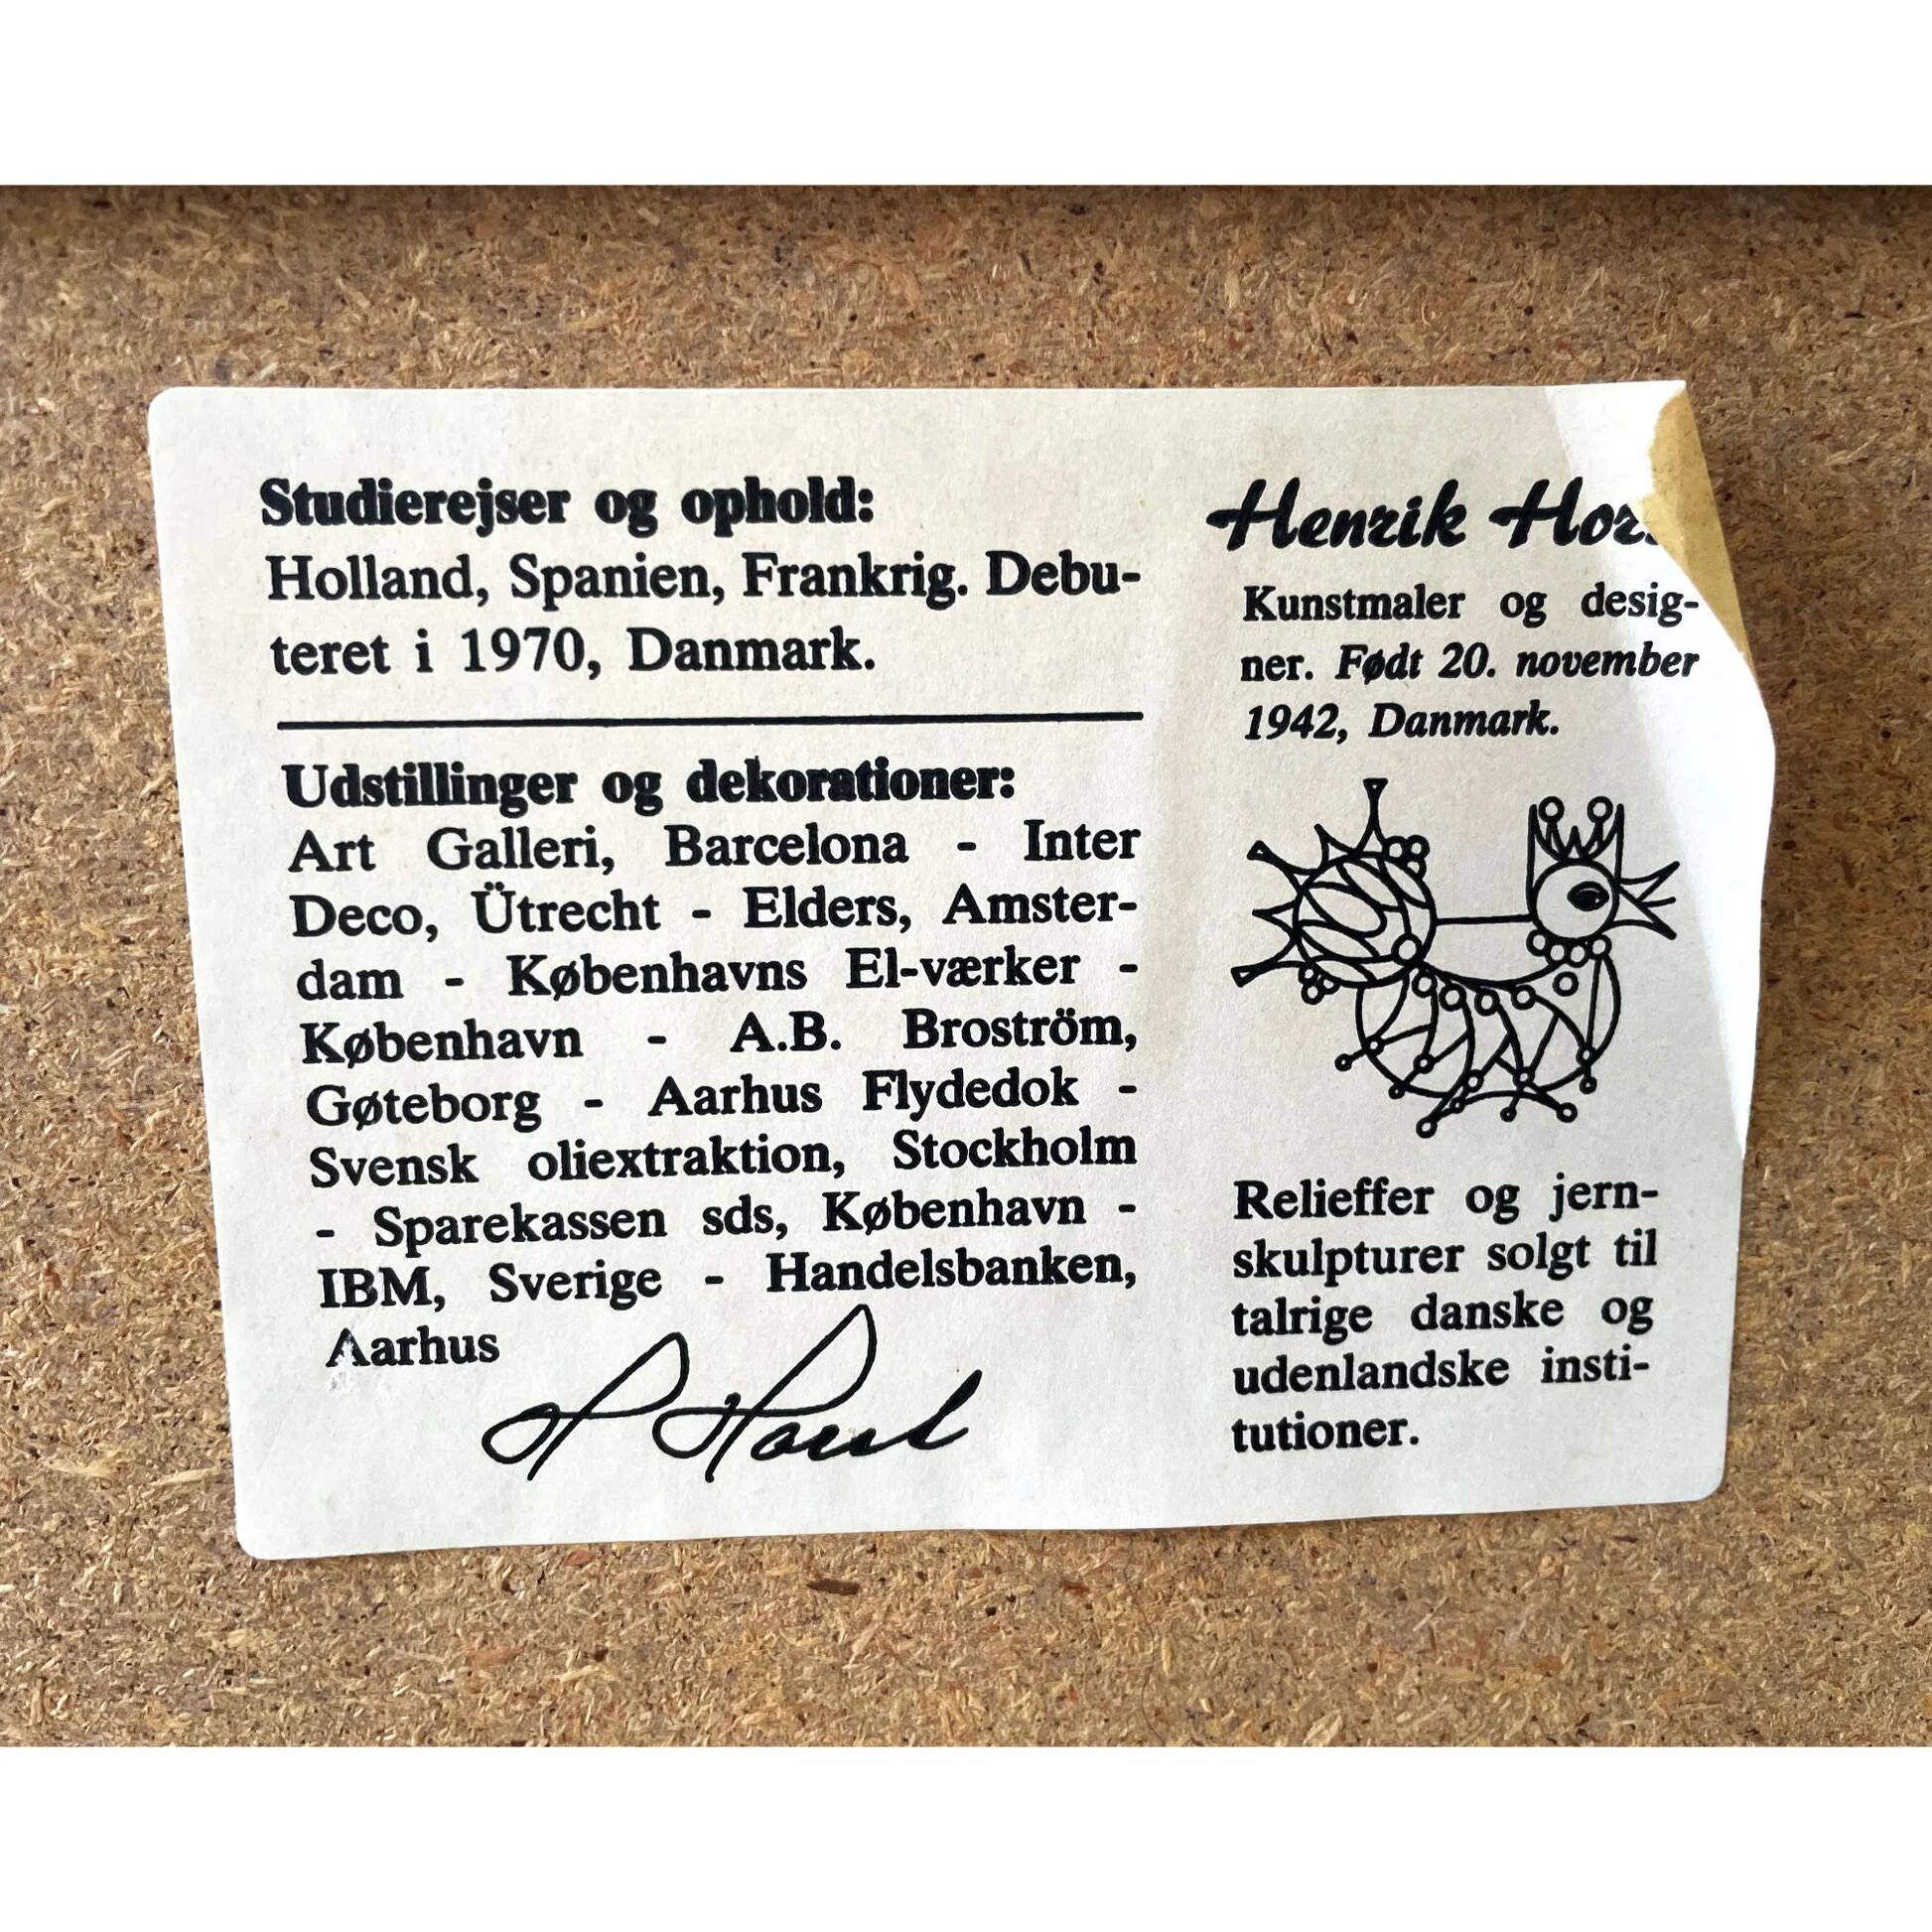 Studierejser og ophold:
Holland, Spanien, Frankrig. Debu-
teret i 1970, Danmark.
Udstillinger og dekorationer:
Art Galleri, Barcelona - Inter
Deco, Ütrecht - Elders, Amster-
dam - Københavns El-værker -
København - A.B. Broström,
Gøteborg - Aarhus Flydedok -
Svensk oliextraktion, Stockholm
- Sparekassen sds, København -
IBM, Sverige - Handelsbanken,
Aarhus
Henrik
Kunstmaler og desig-
ner. Født 20. november
1942, Danmark.
Relieffer og jern-
skulpturer solgt til
talrige danske og
udenlandske insti-
tutioner.